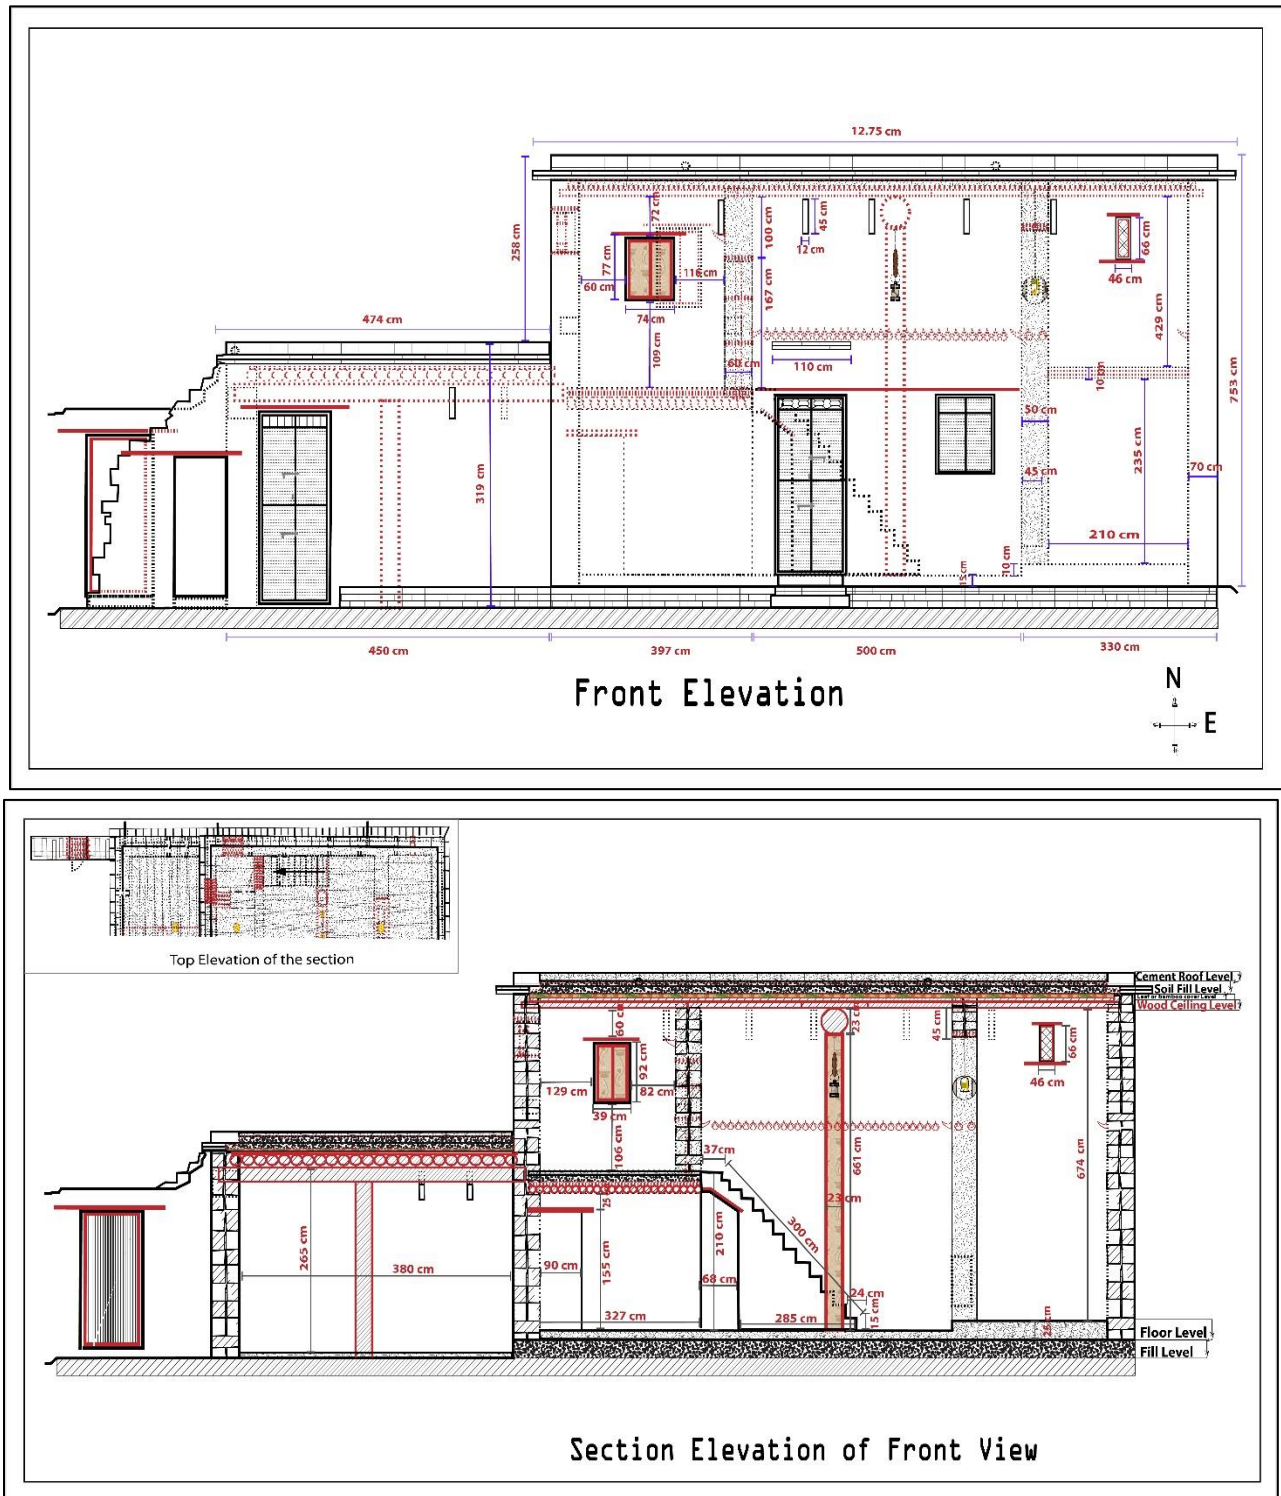 12.75 cm
258 cm
72 cm
100 cm
45 cm
12 cm
77 cm
60 cm
116 cm
74 cm
167 cm
66 cm
46 cm
429 cm
474 cm
109 cm
60 cm
110 cm
10 cm
753 cm
50 cm
235 cm
45 cm
70 cm
319 cm
210 cm
10 cm
15 cm
450 cm
397 cm
500 cm
330 cm
Front Elevation
N
E
Top Elevation of the section
Cement Roof Level
Soil Fill Level
Wood Ceiling Level
60 cm
23 cm
45 cm
92 cm
66 cm
129 cm
82 cm
46 cm
39 cm
106 cm
37cm
661 cm
674 cm
25
23 cm
300 cm
265 cm
210 cm
155 cm
380 cm
90 cm
68 cm
24 cm
15 cm
327 cm
285 cm
25 cm
Floor Level
Fill Level
Section Elevation of Front View